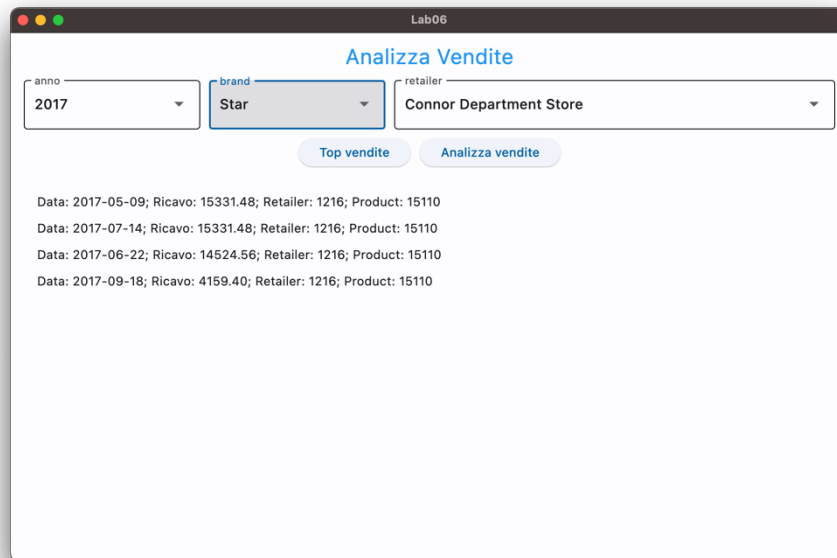 Lab06
Analizza Vendite
anno brand retailer
2017 Star Connor Department Store
Top vendite Analizza vendite
Data: 2017-05-09; Ricavo: 15331.48; Retailer: 1216; Product: 15110
Data: 2017-07-14; Ricavo: 15331.48; Retailer: 1216; Product: 15110
Data: 2017-06-22; Ricavo: 14524.56; Retailer: 1216; Product: 15110
Data: 2017-09-18; Ricavo: 4159.40; Retailer: 1216; Product: 15110